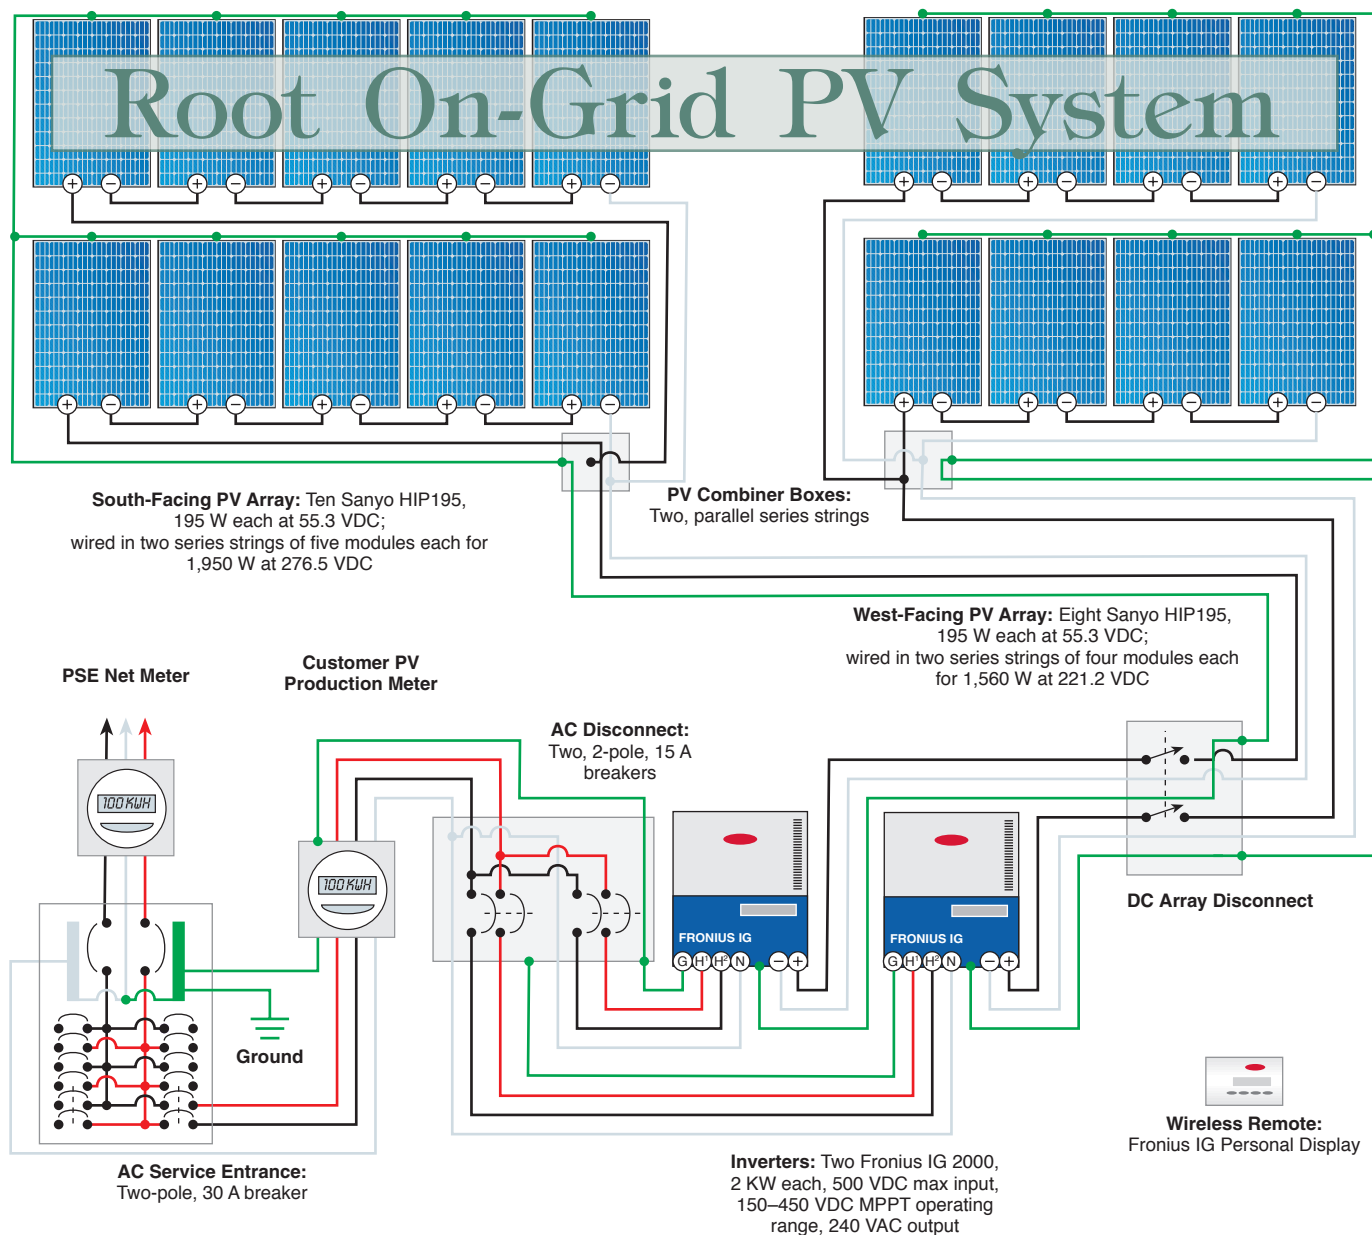 Root On-Grid PV System
+ − + − + − + − + −
+ − + − + − + −
+ − + − + − + − + −
+ − + − + − + −
South-Facing PV Array: Ten Sanyo HIP195,
195 W each at 55.3 VDC;
wired in two series strings of five modules each for
1,950 W at 276.5 VDC
PV Combiner Boxes:
Two, parallel series strings
West-Facing PV Array: Eight Sanyo HIP195,
195 W each at 55.3 VDC;
wired in two series strings of four modules each
for 1,560 W at 221.2 VDC
PSE Net Meter
Customer PV
Production Meter
AC Disconnect:
Two, 2-pole, 15 A
breakers
100 KWH
100 KWH
DC Array Disconnect
FRONIUS IG
G H¹ H² N − +
FRONIUS IG
G H¹ H² N − +
Ground
AC Service Entrance:
Two-pole, 30 A breaker
Inverters: Two Fronius IG 2000,
2 KW each, 500 VDC max input,
150–450 VDC MPPT operating
range, 240 VAC output
Wireless Remote:
Fronius IG Personal Display